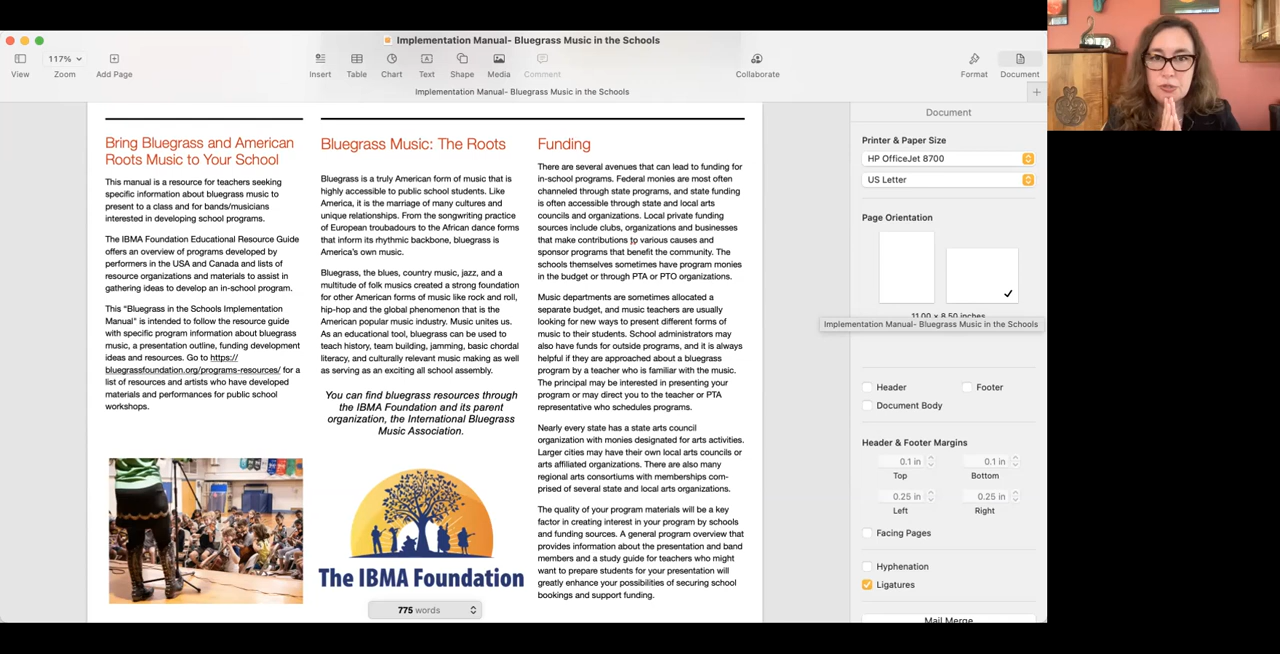 Implementation Manual- Bluegrass Music in the Schools
117%
View
Zoom
Add Page
Insert
Table
Chart
Text
Shape
Media
Comment
Collaborate
Format
Document
Implementation Manual- Bluegrass Music in the Schools
Bring Bluegrass and American
Roots Music to Your School
This manual is a resource for teachers seeking
specific information about bluegrass music to
present to a class and for bands/musicians
interested in developing school programs.
The IBMA Foundation Educational Resource Guide
offers an overview of programs developed by
performers in the USA and Canada and lists of
resource organizations and materials to assist in
gathering ideas to develop an in-school program.
This “Bluegrass in the Schools Implementation
Manual” is intended to follow the resource guide
with specific program information about bluegrass
music, a presentation outline, funding development
ideas and resources. Go to https://
bluegrassfoundation.org/programs-resources/ for a
list of resources and artists who have developed
materials and performances for public school
workshops.
Bluegrass Music: The Roots
Bluegrass is a truly American form of music that is
highly accessible to public school students. Like
America, it is the marriage of many cultures and
unique relationships. From the songwriting practice
of European troubadours to the African dance forms
that inform its rhythmic backbone, bluegrass is
America’s own music.
Bluegrass, the blues, country music, jazz, and a
multitude of folk musics created a strong foundation
for other American forms of music like rock and roll,
hip-hop and the global phenomenon that is the
American popular music industry. Music unites us.
As an educational tool, bluegrass can be used to
teach history, team building, jamming, basic chordal
literacy, and culturally relevant music making as well
as serving as an exciting all school assembly.
You can find bluegrass resources through
the IBMA Foundation and its parent
organization, the International Bluegrass
Music Association.
The IBMA Foundation
775 words
Funding
There are several avenues that can lead to funding for
in-school programs. Federal monies are most often
channeled through state programs, and state funding
is often accessible through state and local arts
councils and organizations. Local private funding
sources include clubs, organizations and businesses
that make contributions to various causes and
sponsor programs that benefit the community. The
schools themselves sometimes have program monies
in the budget or through PTA or PTO organizations.
Music departments are sometimes allocated a
separate budget, and music teachers are usually
looking for new ways to present different forms of
music to their students. School administrators may
also have funds for outside programs, and it is always
helpful if they are approached about a bluegrass
program by a teacher who is familiar with the music.
The principal may be interested in presenting your
program or may direct you to the teacher or PTA
representative who schedules programs.
Nearly every state has a state arts council
organization with monies designated for arts activities.
Larger cities may have their own local arts councils or
arts affiliated organizations. There are also many
regional arts consortiums with memberships com-
prised of several state and local arts organizations.
The quality of your program materials will be a key
factor in creating interest in your program by schools
and funding sources. A general program overview that
provides information about the presentation and band
members and a study guide for teachers who might
want to prepare students for your presentation will
greatly enhance your possibilities of securing school
bookings and support funding.
Document
Printer & Paper Size
HP OfficeJet 8700
US Letter
Page Orientation
11.00 × 8.50 inches
Implementation Manual- Bluegrass Music in the Schools
Header
Footer
Document Body
Header & Footer Margins
0.1 in
0.1 in
Top
Bottom
0.25 in
0.25 in
Left
Right
Facing Pages
Hyphenation
Ligatures
Mail Merge